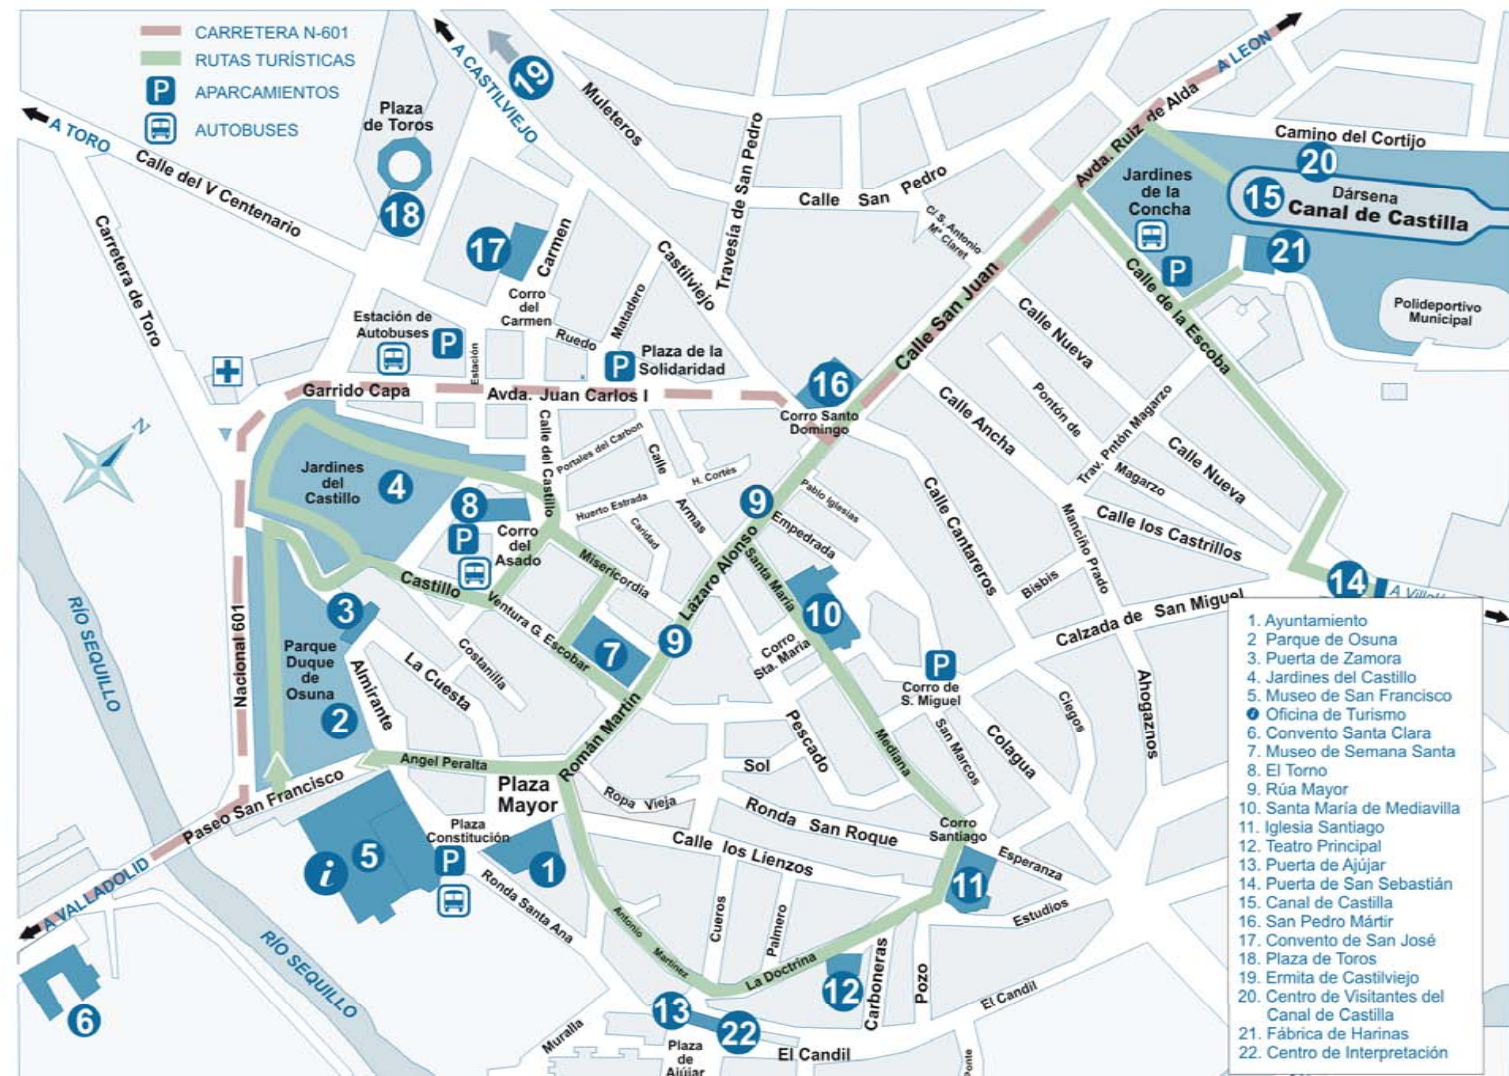 CARRETERA N-601
RUTAS TURÍSTICAS
P APARCAMIENTOS
AUTOBUSES
A TORO
A CASTILVIEJO
19
A LEON
Plaza
de Toros
18
Calle del V Centenario
Carretera de Toro
Muleteros
Travesía de San Pedro
Calle San Pedro
C/ S. Antonio
Mª Claret
Avda. Ruiz de Alda
Camino del Cortijo
20
Jardines
de la
Concha
P
15
Dársena
Canal de Castilla
21
Polideportivo
Municipal
17
Carmen
Corro
del
Carmen
Castilviejo
Matadero
Ruedo
Estación de
Autobuses
P
Estación
P
Plaza de la
Solidaridad
Garrido Capa
Avda. Juan Carlos I
16
Corro Santo
Domingo
Calle San Juan
Calle Nueva
Calle de la Escoba
Calle Ancha
Pontón de
Magarzo
Trav. Pntón Magarzo
Calle Nueva
Calle los Castrillos
Calle Cantareros
Manciño Prado
Bisbis
Calzada de San Miguel
14
A Villal
N
Jardines
del
Castillo
4
8
P
Corro
del
Asado
Calle del Castillo
Portales del Carbon
Calle
Armas
H. Cortés
Huerto Estrada
Caridad
Misericordia
9
Pablo Iglesias
Empedrada
Lazaro Alonso
Santa María
10
Corro
Sta. María
Castillo
Ventura G. Escobar
7
9
Nacional 601
RÍO SEQUILLO
3
Parque
Duque
de
Osuna
2
Almirante
La Cuesta
Costanilla
Román Martín
Angel Peralta
Plaza
Mayor
Paseo San Francisco
P
Corro de
S. Miguel
Pescado
Mediana
San Marcos
Colagua
Ciegos
Ahogaznos
Sol
Ropa Vieja
Ronda San Roque
Calle los Lienzos
Corro
Santiago
Esperanza
11
Estudios
Plaza
Constitución
P
i
5
1
Ronda Santa Ana
Antonio Martinez
Cueros
Palmero
La Doctrina
12
Carboneras
Pozo
El Candil
A VALLADOLID
6
RÍO SEQUILLO
13
22
Muralla
Plaza
de
Ajújar
El Candil
Ponte
1. Ayuntamiento
2 Parque de Osuna
3. Puerta de Zamora
4. Jardines del Castillo
5. Museo de San Francisco
i Oficina de Turismo
6. Convento Santa Clara
7. Museo de Semana Santa
8. El Torno
9. Rúa Mayor
10. Santa María de Mediavilla
11. Iglesia Santiago
12. Teatro Principal
13. Puerta de Ajújar
14. Puerta de San Sebastián
15. Canal de Castilla
16. San Pedro Mártir
17. Convento de San José
18. Plaza de Toros
19. Ermita de Castilviejo
20. Centro de Visitantes del
Canal de Castilla
21. Fábrica de Harinas
22. Centro de Interpretación